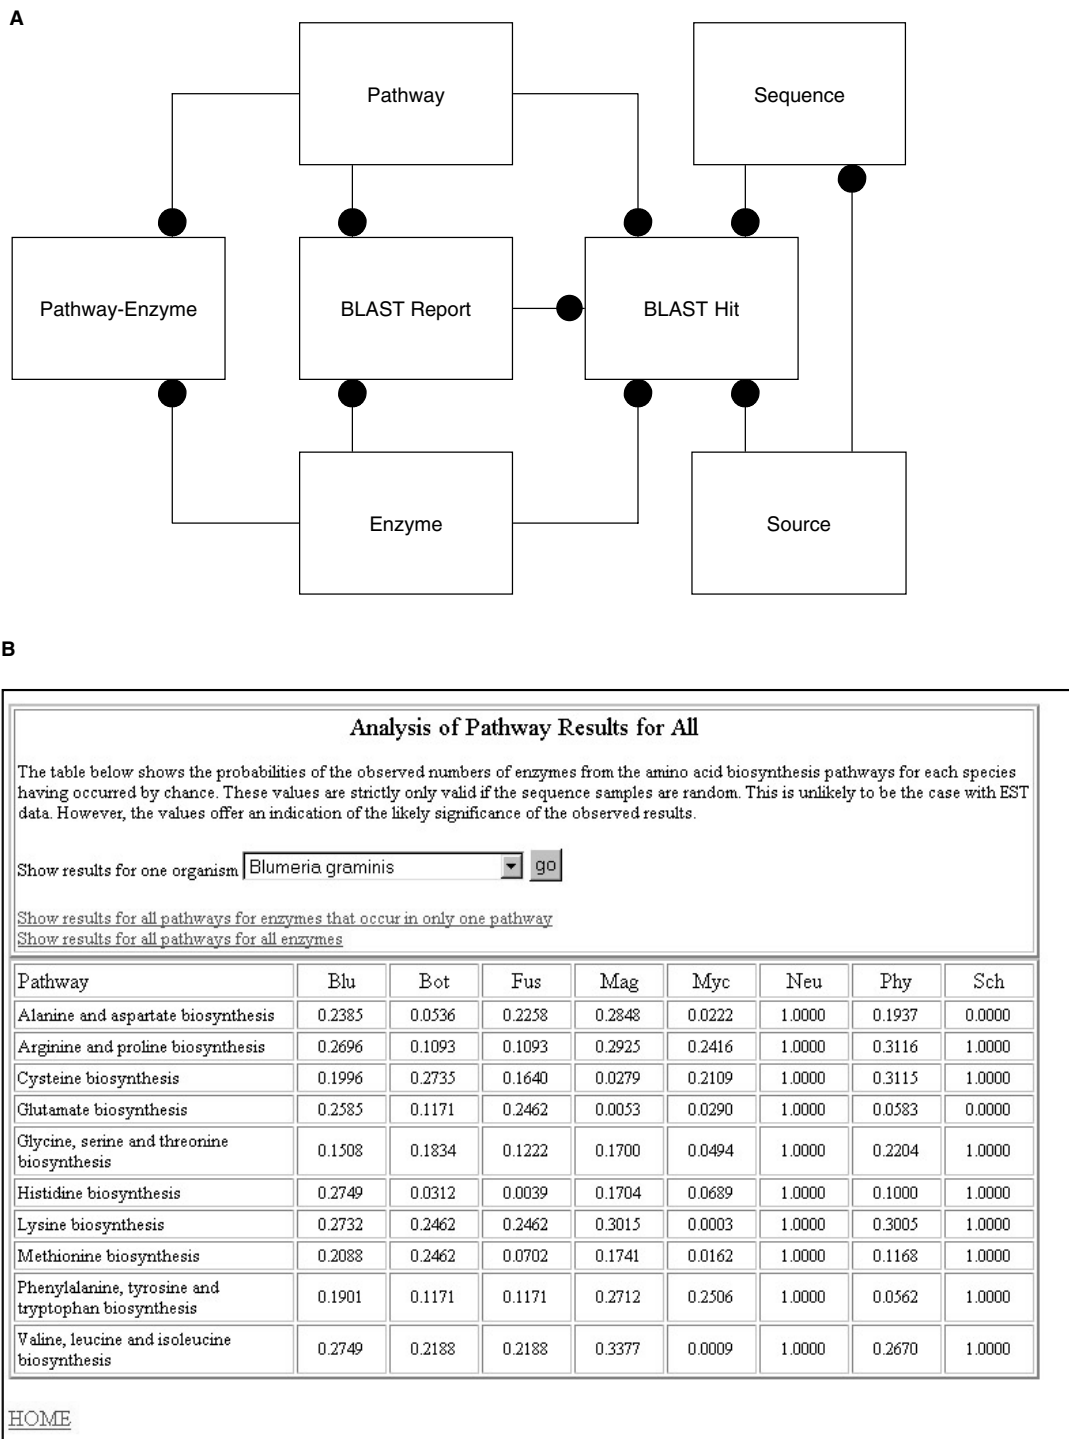 A
Pathway
Sequence
Pathway-Enzyme
BLAST Report
BLAST Hit
Enzyme
Source
B
Analysis of Pathway Results for All
The table below shows the probabilities of the observed numbers of enzymes from the amino acid biosynthesis pathways for each species
having occurred by chance. These values are strictly only valid if the sequence samples are random. This is unlikely to be the case with EST
data. However, the values offer an indication of the likely significance of the observed results.
Show results for one organism Blumeria graminis go
Show results for all pathways for enzymes that occur in only one pathway
Show results for all pathways for all enzymes
Pathway Blu Bot Fus Mag Myc Neu Phy Sch
Alanine and aspartate biosynthesis 0.2385 0.0536 0.2258 0.2848 0.0222 1.0000 0.1937 0.0000
Arginine and proline biosynthesis 0.2696 0.1093 0.1093 0.2925 0.2416 1.0000 0.3116 1.0000
Cysteine biosynthesis 0.1996 0.2735 0.1640 0.0279 0.2109 1.0000 0.3115 1.0000
Glutamate biosynthesis 0.2585 0.1171 0.2462 0.0053 0.0290 1.0000 0.0583 0.0000
Glycine, serine and threonine
biosynthesis 0.1508 0.1834 0.1222 0.1700 0.0494 1.0000 0.2204 1.0000
Histidine biosynthesis 0.2749 0.0312 0.0039 0.1704 0.0689 1.0000 0.1000 1.0000
Lysine biosynthesis 0.2732 0.2462 0.2462 0.3015 0.0003 1.0000 0.3005 1.0000
Methionine biosynthesis 0.2088 0.2462 0.0702 0.1741 0.0162 1.0000 0.1168 1.0000
Phenylalanine, tyrosine and
tryptophan biosynthesis 0.1901 0.1171 0.1171 0.2712 0.2506 1.0000 0.0562 1.0000
Valine, leucine and isoleucine
biosynthesis 0.2749 0.2188 0.2188 0.3377 0.0009 1.0000 0.2670 1.0000
HOME